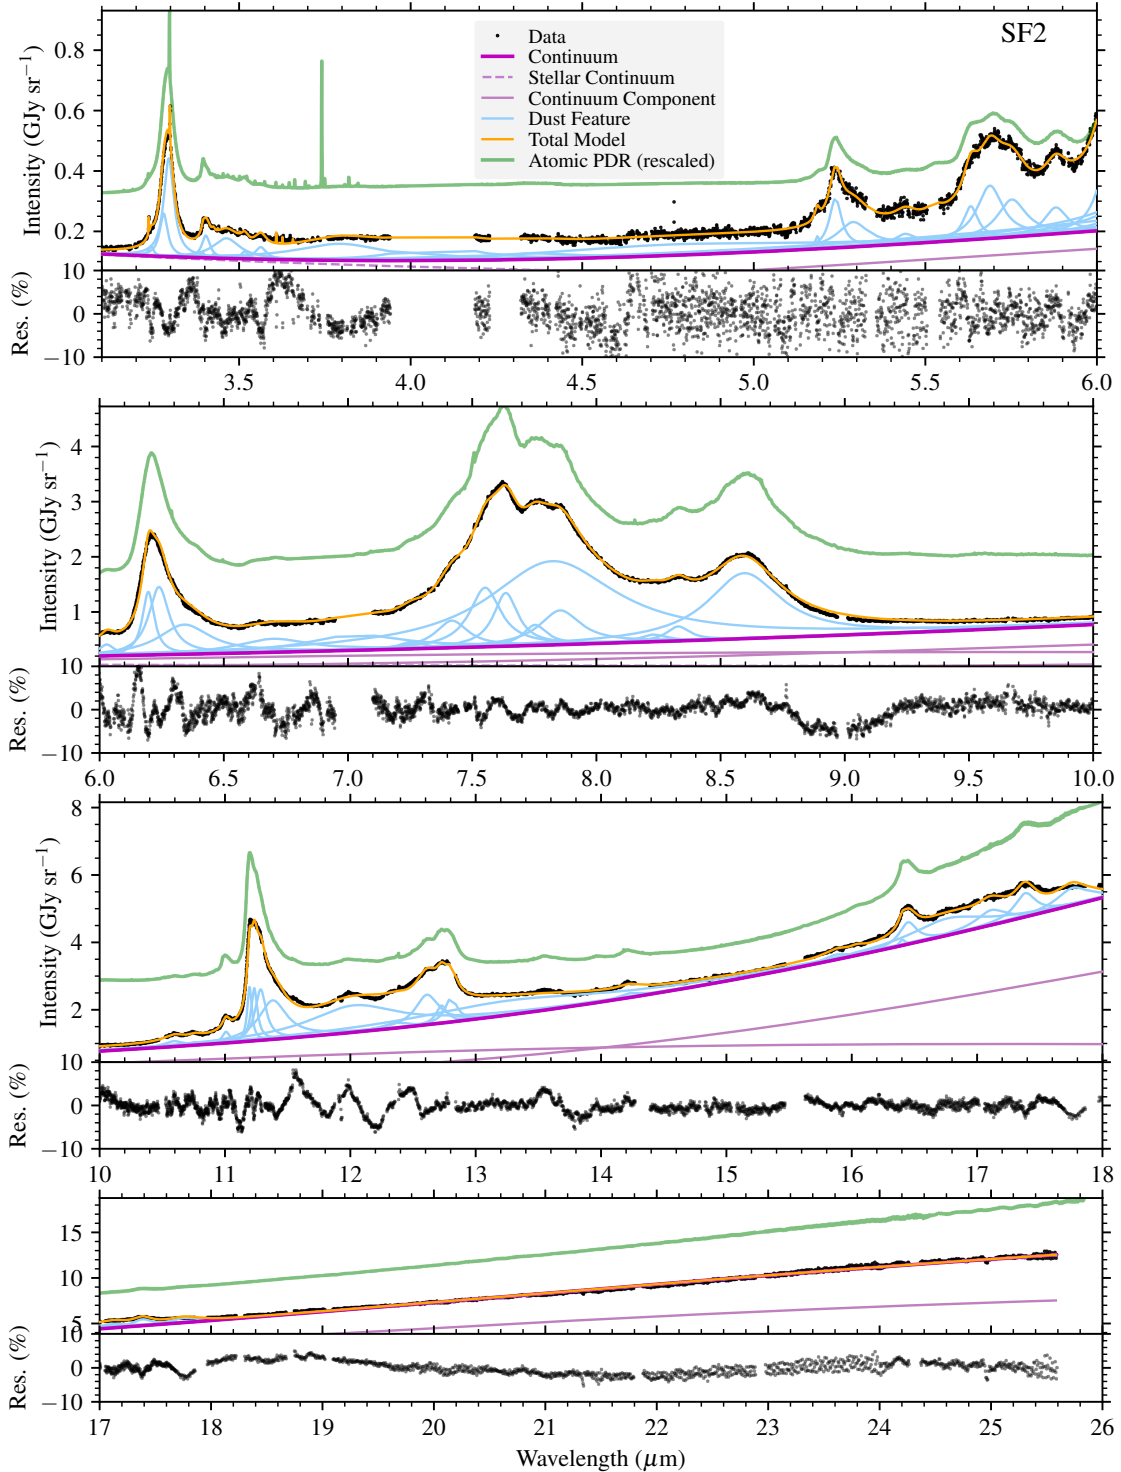 SF2
Data
Continuum
Stellar Continuum
Continuum Component
Dust Feature
Total Model
Atomic PDR (rescaled)
Intensity (GJy sr−1)
0.8
0.6
0.4
0.2
Res. (%)
10
0
−10
3.5 4.0 4.5 5.0 5.5 6.0
Intensity (GJy sr−1)
4
3
2
1
Res. (%)
10
0
−10
6.0 6.5 7.0 7.5 8.0 8.5 9.0 9.5 10.0
Intensity (GJy sr−1)
8
6
4
2
Res. (%)
10
0
−10
10 11 12 13 14 15 16 17 18
15
10
5
Res. (%)
10
0
−10
17 18 19 20 21 22 23 24 25 26
Wavelength (μm)